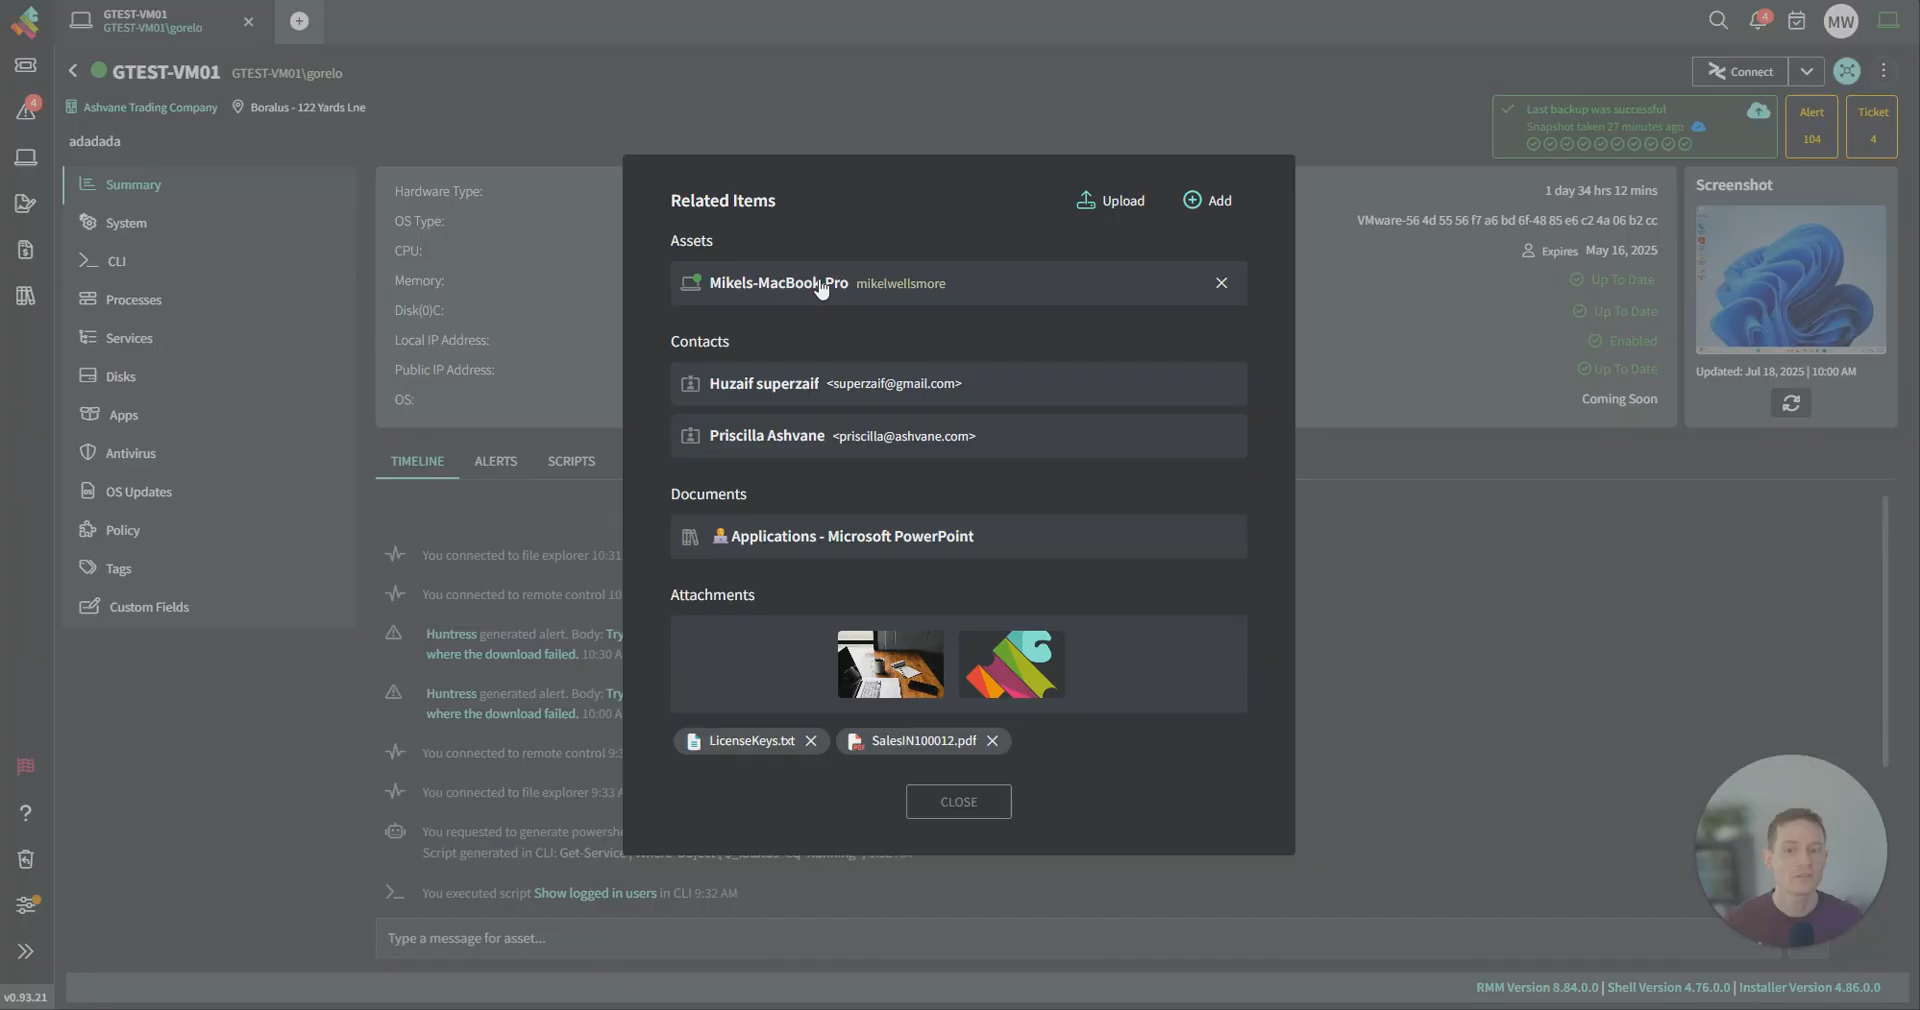 GTEST-VM01
GTEST-VM01\gorelo
4
MW
GTEST-VM01 GTEST-VM01\gorelo
Connect
4
Ashvane Trading Company Boralus - 122 Yards Lne
Last backup was successful
Snapshot taken 27 minutes ago
Alert
104
Ticket
4
adadada
Summary
System
CLI
Processes
Services
Disks
Apps
Antivirus
OS Updates
Policy
Tags
Custom Fields
Hardware Type:
OS Type:
CPU:
Memory:
Disk(0)C:
Local IP Address:
Public IP Address:
OS:
1 day 34 hrs 12 mins
VMware-56 4d 55 56 f7 a6 bd 6f-48 85 e6 c2 4a 06 b2 cc
Expires May 16, 2025
Up To Date
Up To Date
Enabled
Up To Date
Coming Soon
Screenshot
Updated: Jul 18, 2025 | 10:00 AM
TIMELINE ALERTS SCRIPTS
You connected to file explorer 10:31
You connected to remote control 10
Huntress generated alert. Body: Try
where the download failed. 10:30 A
Huntress generated alert. Body: Try
where the download failed. 10:00 A
You connected to remote control 9:3
You connected to file explorer 9:33 A
You requested to generate powershe
Script generated in CLI: Get-Service
You executed script Show logged in users in CLI 9:32 AM
Type a message for asset...
Related Items
Upload
Add
Assets
Mikels-MacBook-Pro mikelwellsmore
Contacts
Huzaif superzaif <superzaif@gmail.com>
Priscilla Ashvane <priscilla@ashvane.com>
Documents
Applications - Microsoft PowerPoint
Attachments
LicenseKeys.txt
SalesIN100012.pdf
CLOSE
v0.93.21
RMM Version 8.84.0.0 | Shell Version 4.76.0.0 | Installer Version 4.86.0.0